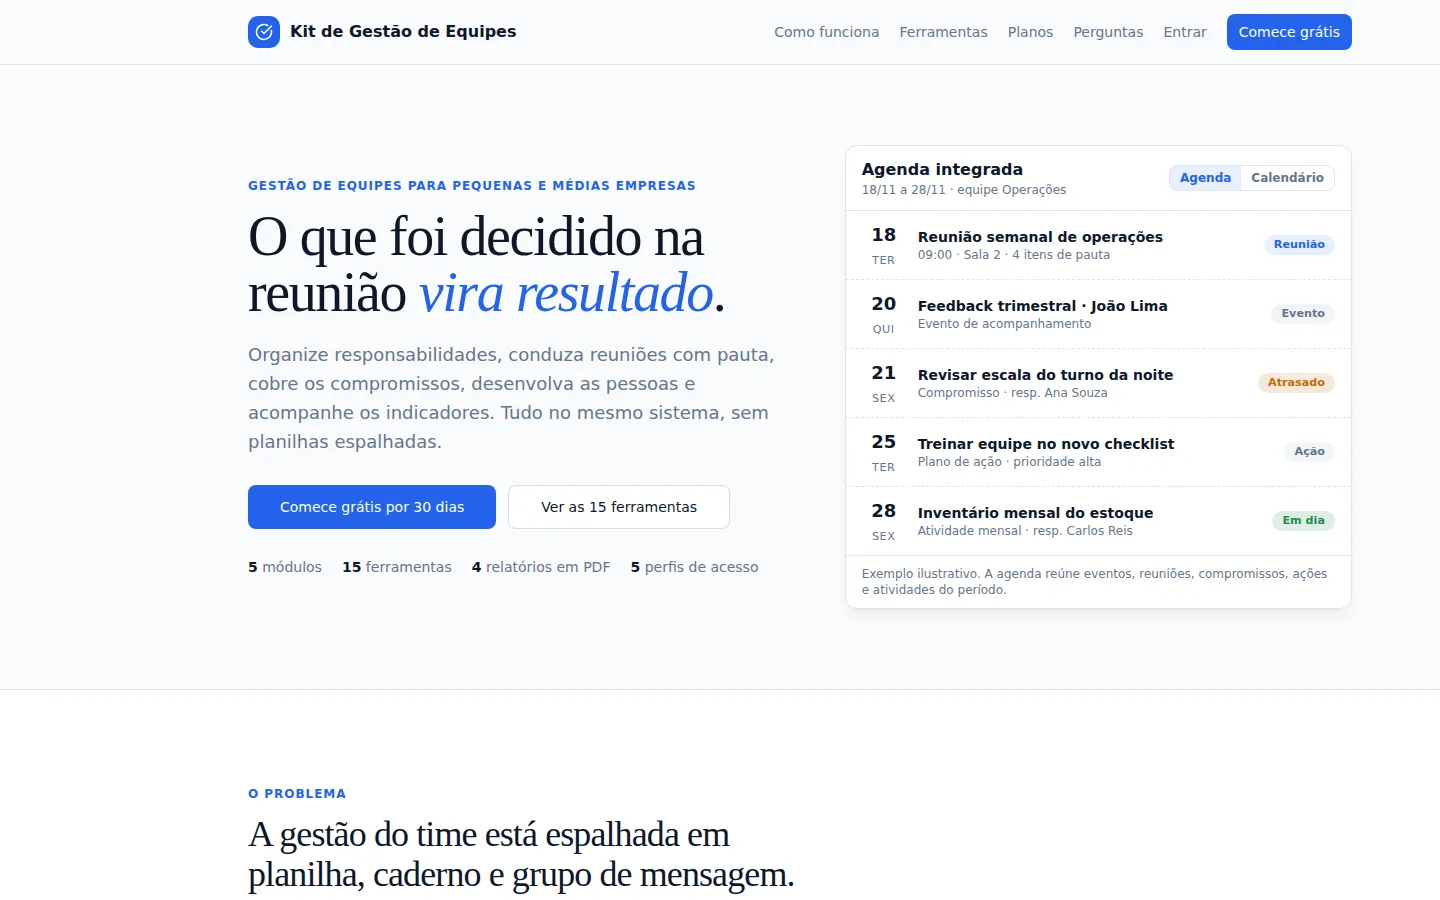 Kit de Gestão de Equipes
Como funciona
Ferramentas
Planos
Perguntas
Entrar
Comece grátis
GESTÃO DE EQUIPES PARA PEQUENAS E MÉDIAS EMPRESAS
O que foi decidido na
reunião vira resultado.
Organize responsabilidades, conduza reuniões com pauta,
cobre os compromissos, desenvolva as pessoas e
acompanhe os indicadores. Tudo no mesmo sistema, sem
planilhas espalhadas.
Comece grátis por 30 dias
Ver as 15 ferramentas
5 módulos
15 ferramentas
4 relatórios em PDF
5 perfis de acesso
Agenda integrada
18/11 a 28/11 · equipe Operações
Agenda
Calendário
18
TER
Reunião semanal de operações
09:00 · Sala 2 · 4 itens de pauta
Reunião
20
QUI
Feedback trimestral · João Lima
Evento de acompanhamento
Evento
21
SEX
Revisar escala do turno da noite
Compromisso · resp. Ana Souza
Atrasado
25
TER
Treinar equipe no novo checklist
Plano de ação · prioridade alta
Ação
28
SEX
Inventário mensal do estoque
Atividade mensal · resp. Carlos Reis
Em dia
Exemplo ilustrativo. A agenda reúne eventos, reuniões, compromissos, ações
e atividades do período.
O PROBLEMA
A gestão do time está espalhada em
planilha, caderno e grupo de mensagem.